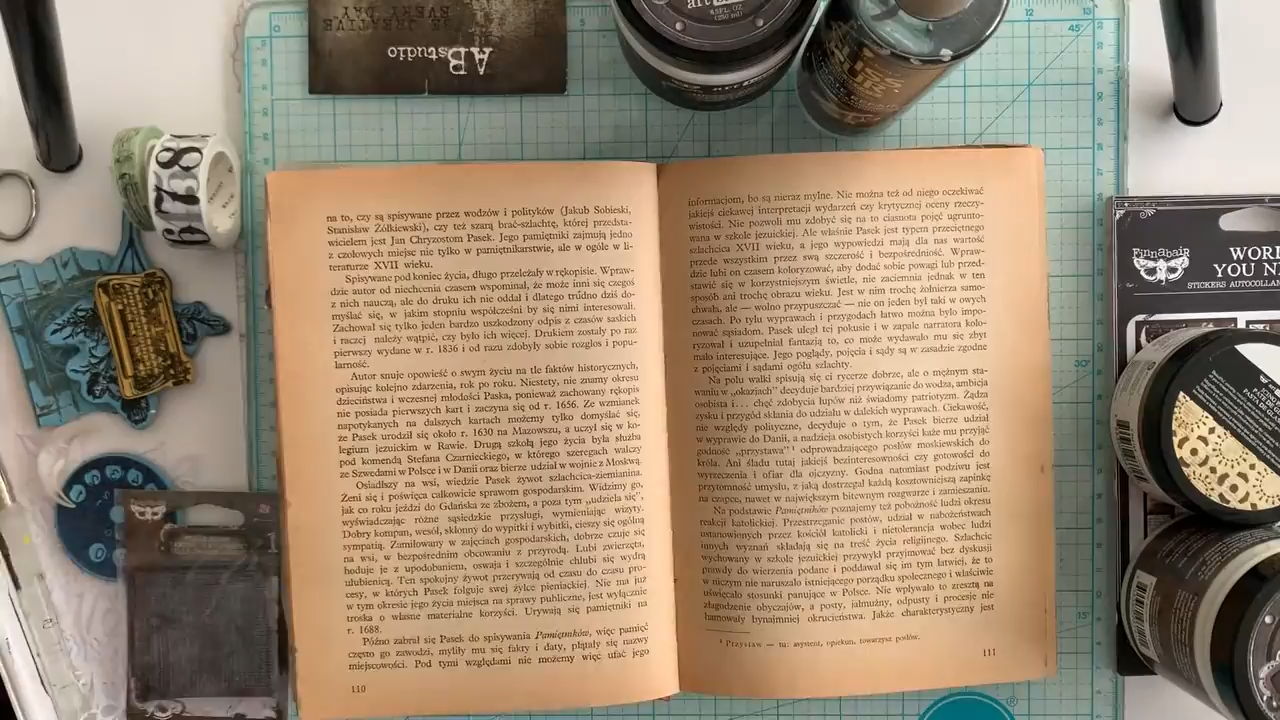 AB studio
EVERY DAY
na to, czy są spisywane przez wodzów i polityków (Jakub Sobieski,
Stanisław Żółkiewski), czy też szarą brać-szlachtę, której przedsta-
wicielem jest Jan Chryzostom Pasek. Jego pamiętniki zajmują jedno
z czołowych miejsc nie tylko w pamiętnikarstwie, ale w ogóle w li-
teraturze XVII wieku.
Spisywane pod koniec życia, długo przeleżały w rękopisie. Wpraw-
dzie autor od niechcenia czasem wspominał, że może inni się czegoś
z nich nauczą, ale do druku ich nie oddał i dlatego trudno dziś do-
myślać się, w jakim stopniu współcześni by się nimi interesowali.
Zachował się tylko jeden bardzo uszkodzony odpis z czasów saskich
i raczej należy wątpić, czy było ich więcej. Drukiem zostały po raz
pierwszy wydane w r. 1836 i od razu zdobyły sobie rozgłos i popu-
larność.
Autor snuje opowieść o swym życiu na tle faktów historycznych,
opisując kolejno zdarzenia, rok po roku. Niestety, nie znamy okresu
dzieciństwa i wczesnej młodości Paska, ponieważ zachowany rękopis
nie posiada pierwszych kart i zaczyna się od r. 1656. Ze wzmianek
napotykanych na dalszych kartach możemy tylko domyślać się,
że Pasek urodził się około r. 1630 na Mazowszu, a uczył się w ko-
legium jezuickim w Rawie. Drugą szkołą jego życia była służba
pod komendą Stefana Czarnieckiego, w którego szeregach walczy
ze Szwedami w Polsce i w Danii oraz bierze udział w wojnie z Moskwą.
Osiadłszy na wsi, wiedzie Pasek żywot szlachcica-ziemianina.
Żeni się i poświęca całkowicie sprawom gospodarskim. Widzimy go,
jak co roku jeździ do Gdańska ze zbożem, a poza tym „udziela się”,
wyświadczając różne sąsiedzkie przysługi, wymieniając wizyty.
Dobry kompan, wesół, skłonny do wypitki i wybitki, cieszy się ogólną
sympatią. Zamiłowany w zajęciach gospodarskich, dobrze czuje się
na wsi, w bezpośrednim obcowaniu z przyrodą. Lubi zwierzęta,
hoduje je z upodobaniem, oswaja i szczególnie chlubi się wydrą
ulubienicą. Ten spokojny żywot przerywają od czasu do czasu pro-
cesy, w których Pasek folguje swej żyłce pieniackiej. Nie ma już
w tym okresie jego życia miejsca na sprawy publiczne, jest wyłącznie
troska o własne materialne korzyści. Urywają się pamiętniki na
r. 1688.
Późno zabrał się Pasek do spisywania Pamiętników, więc pamięć
często go zawodzi, myliły mu się fakty i daty, plątały się nazwy
miejscowości. Pod tymi względami nie możemy więc ufać jego
110
informacjom, bo są nieraz mylne. Nie można też od niego oczekiwać
jakiejś ciekawej interpretacji wydarzeń czy krytycznej oceny rzeczy-
wistości. Nie pozwoli mu zdobyć się na to ciasnota pojęć ugrunto-
wana w szkole jezuickiej. Ale właśnie Pasek jest typem przeciętnego
szlachcica XVII wieku, a jego wypowiedzi mają dla nas wartość
przede wszystkim przez swą szczerość i bezpośredniość. Wpraw-
dzie lubi on czasem koloryzować, aby dodać sobie powagi lub przed-
stawić się w korzystniejszym świetle, nie zaciemnia jednak w ten
sposób ani trochę obrazu wieku. Jest w nim trochę żołnierza samo-
chwała, ale — wolno przypuszczać — nie on jeden był taki w owych
czasach. Po tylu wyprawach i przygodach łatwo można było impo-
nować sąsiadom. Pasek uległ tej pokusie i w zapale narratora kolo-
ryzował i uzupełniał fantazją to, co może wydawało mu się zbyt
mało interesujące. Jego poglądy, pojęcia i sądy są w zasadzie zgodne
z pojęciami i sądami ogółu szlachty.
Na polu walki spisują się ci rycerze dobrze, ale o mężnym sta-
waniu w „okazjach” decyduje bardziej przywiązanie do wodza, ambicja
osobista i... chęć zdobycia łupów niż świadomy patriotyzm. Żądza
zysku i przygód skłania do udziału w dalekich wyprawach. Ciekawość,
nie względy polityczne, decyduje o tym, że Pasek bierze udział
w wyprawie do Danii, a nadzieja osobistych korzyści każe mu przyjąć
godność „przystawa” ¹ odprowadzającego posłów moskiewskich do
króla. Ani śladu tutaj jakiejś bezinteresowności czy gotowości do
wyrzeczenia i ofiar dla ojczyzny. Godna natomiast podziwu jest
przytomność umysłu, z jaką dostrzegał każdą kosztowniejszą zapinkę
na czapce, nawet w największym bitewnym rozgwarze i zamieszaniu.
Na podstawie Pamiętników poznajemy też pobożność ludzi okresu
reakcji katolickiej. Przestrzeganie postów, udział w nabożeństwach
ustanowionych przez kościół katolicki i nietolerancja wobec ludzi
innych wyznań składają się na treść życia religijnego. Szlachcic
wychowany w szkole jezuickiej przywykł przyjmować bez dyskusji
prawdy do wierzenia podane i poddawał się im tym łatwiej, że to
w niczym nie naruszało istniejącego porządku społecznego i właściwie
uświęcało stosunki panujące w Polsce. Nie wpływało to zresztą na
złagodzenie obyczajów, a posty, jałmużny, odpusty i procesje nie
hamowały bynajmniej okrucieństwa. Jakże charakterystyczny jest
¹ Przystaw — tu: asystent, opiekun, towarzysz posłów.
111
Finnabair
WOR
YOU N
STICKERS AUTOCOLLAN
678